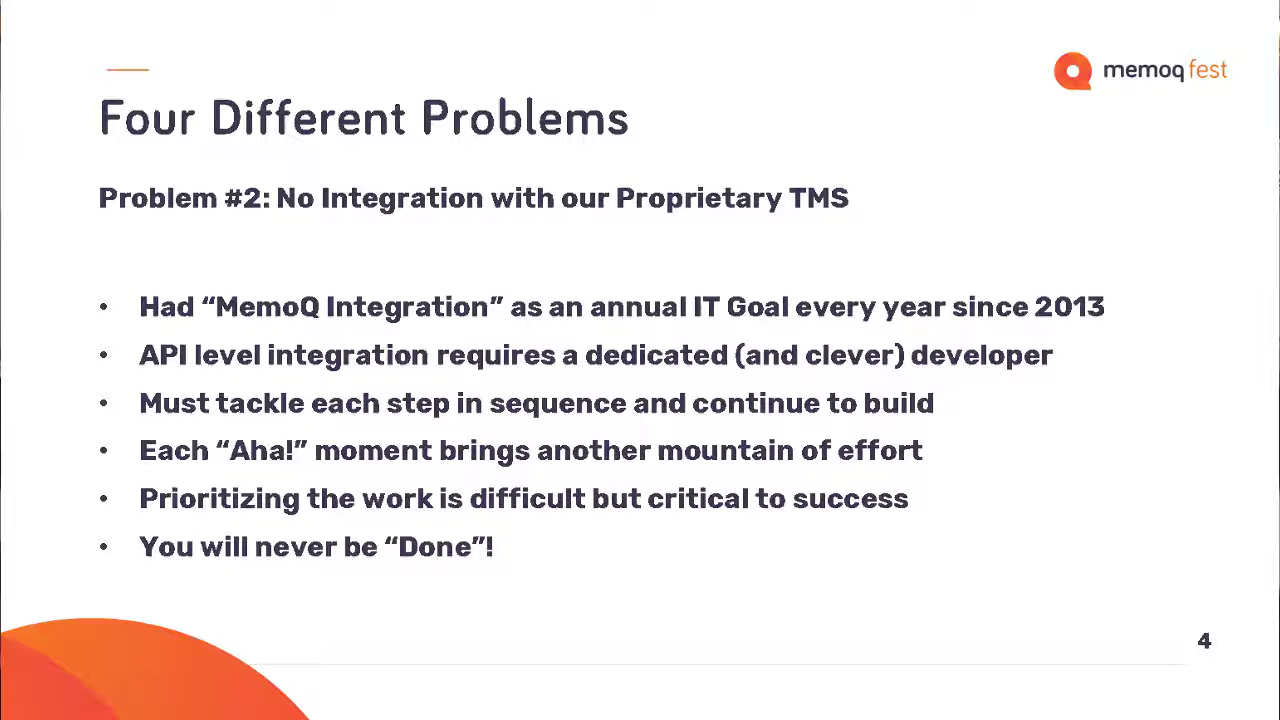 memoq fest
Four Different Problems
Problem #2: No Integration with our Proprietary TMS
• Had “MemoQ Integration” as an annual IT Goal every year since 2013
• API level integration requires a dedicated (and clever) developer
• Must tackle each step in sequence and continue to build
• Each “Aha!” moment brings another mountain of effort
• Prioritizing the work is difficult but critical to success
• You will never be “Done”!
4